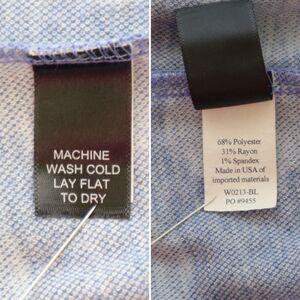 MACHINE
WASH COLD
LAY FLAT
TO DRY
68% Polyester
31% Rayon
1% Spandex
Made in USA of
imported materials
W0213-BL
PO #9455